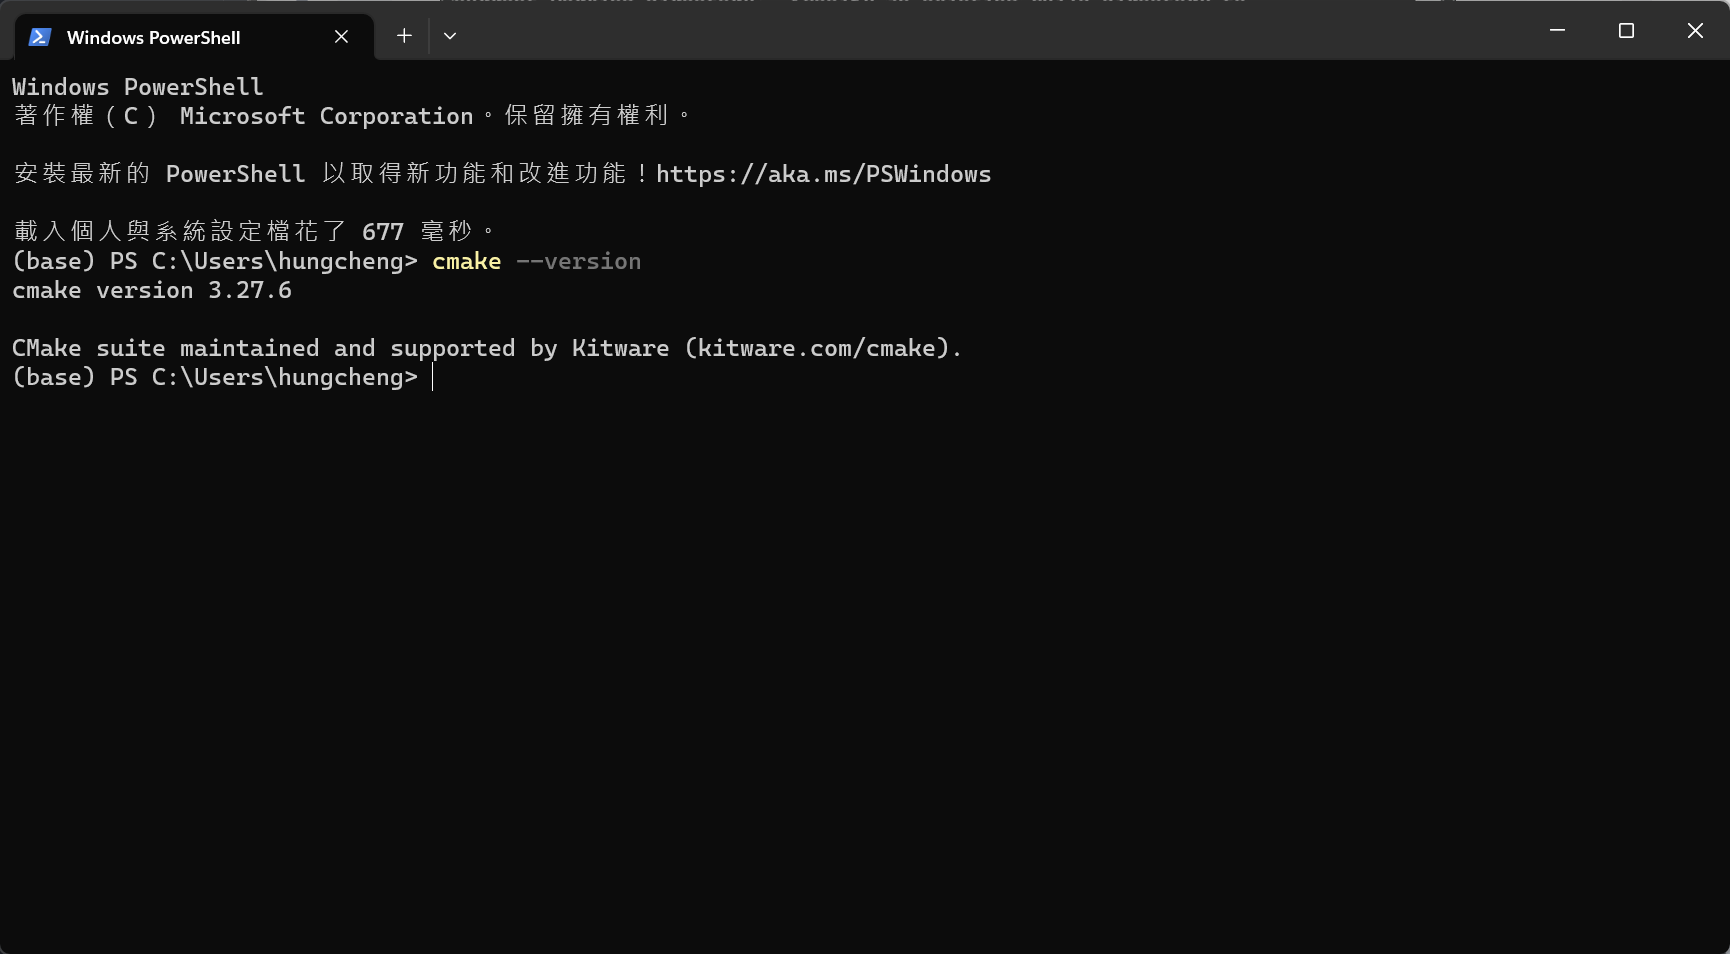 Windows PowerShell
Windows PowerShell
著作權（C） Microsoft Corporation。保留擁有權利。
安裝最新的 PowerShell 以取得新功能和改進功能！https://aka.ms/PSWindows
載入個人與系統設定檔花了 677 毫秒。
(base) PS C:\Users\hungcheng> cmake --version
cmake version 3.27.6
CMake suite maintained and supported by Kitware (kitware.com/cmake).
(base) PS C:\Users\hungcheng>